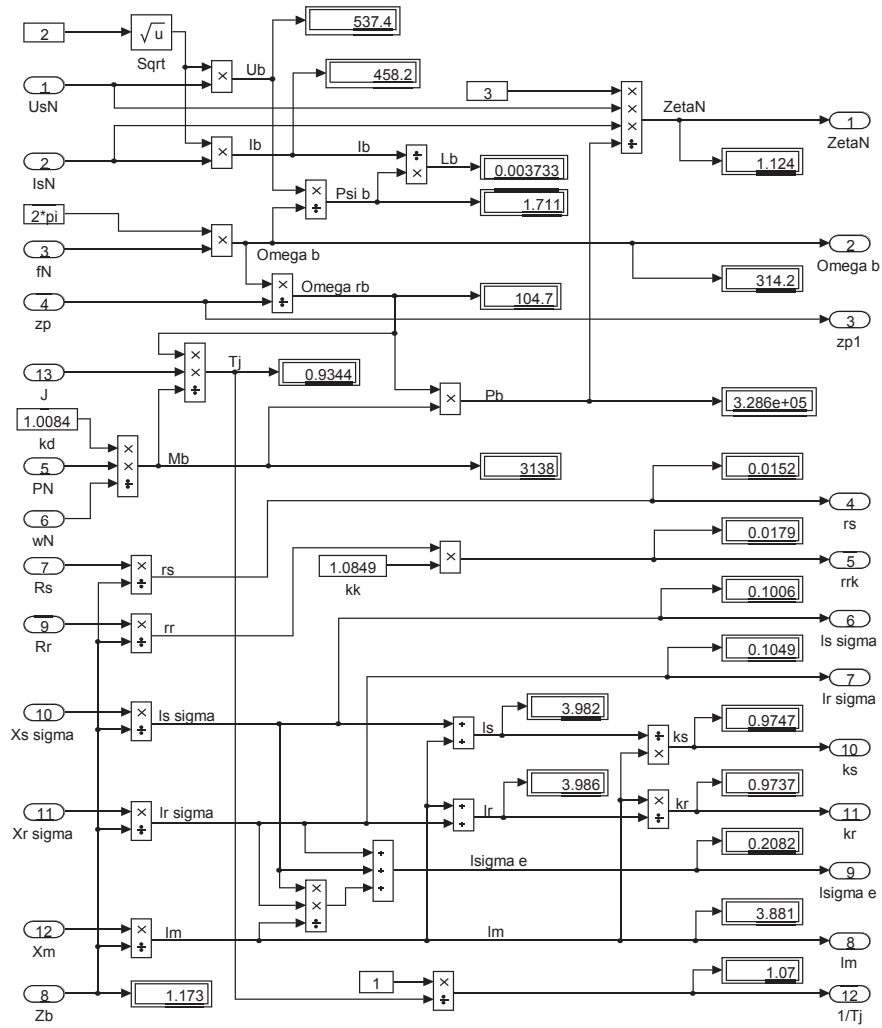 537.4
2
√u
Sqrt
Ub
458.2
1
UsN
3
ZetaN
1
ZetaN
2
IsN
Ib
Ib
Lb
0.003733
1.124
2*pi
Psi b
1.711
3
fN
Omega b
2
Omega b
314.2
4
zp
Omega rb
104.7
3
zp1
13
J
Tj
0.9344
1.0084
kd
Pb
3.286e+05
5
PN
Mb
3138
0.0152
6
wN
4
rs
0.0179
7
Rs
rs
1.0849
kk
5
rrk
9
Rr
rr
0.1006
6
ls sigma
0.1049
7
lr sigma
10
Xs sigma
ls sigma
3.982
ls
ks
0.9747
10
ks
11
Xr sigma
lr sigma
3.986
lr
kr
0.9737
11
kr
0.2082
lsigma e
9
lsigma e
12
Xm
lm
lm
3.881
8
lm
8
Zb
1.173
1
1.07
12
1/Tj